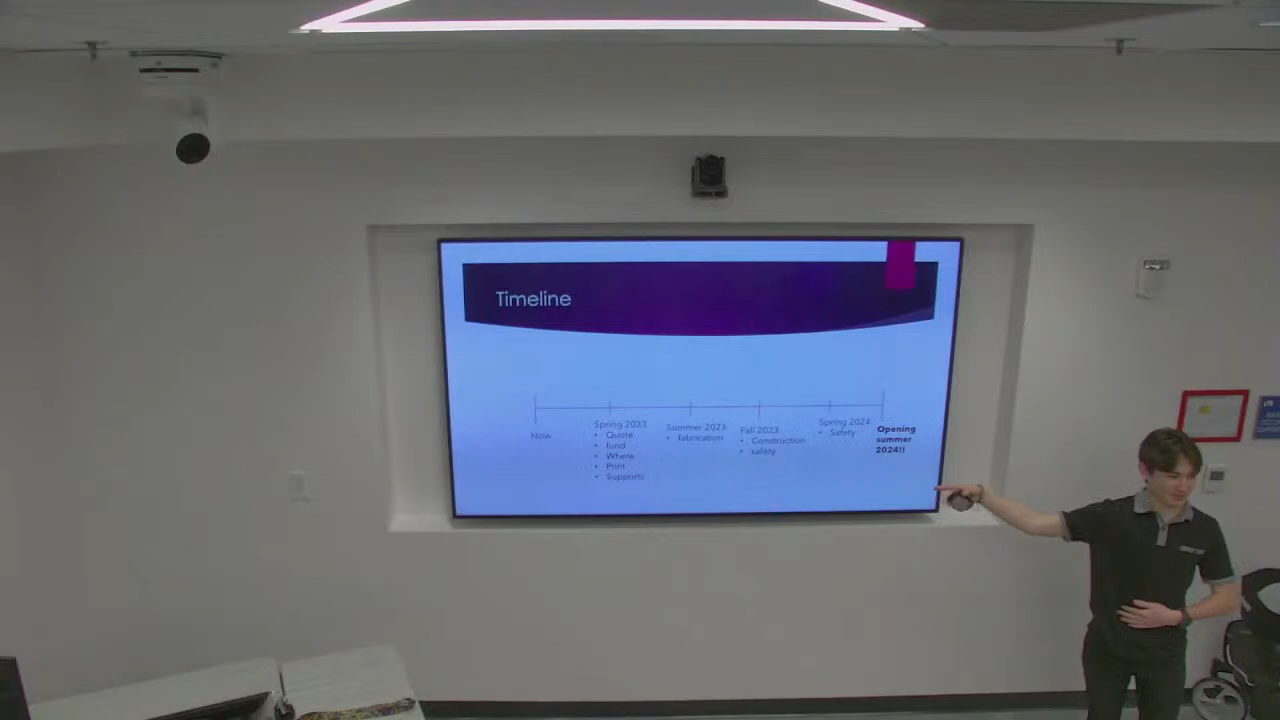 Timeline
Now
Spring 2023:
• Quote
• fund
• Where
• Print
• Supports
Summer 2023
• fabrication
Fall 2023
• Construction
• safety
Spring 2024:
• Safety
Opening
summer
2024!!